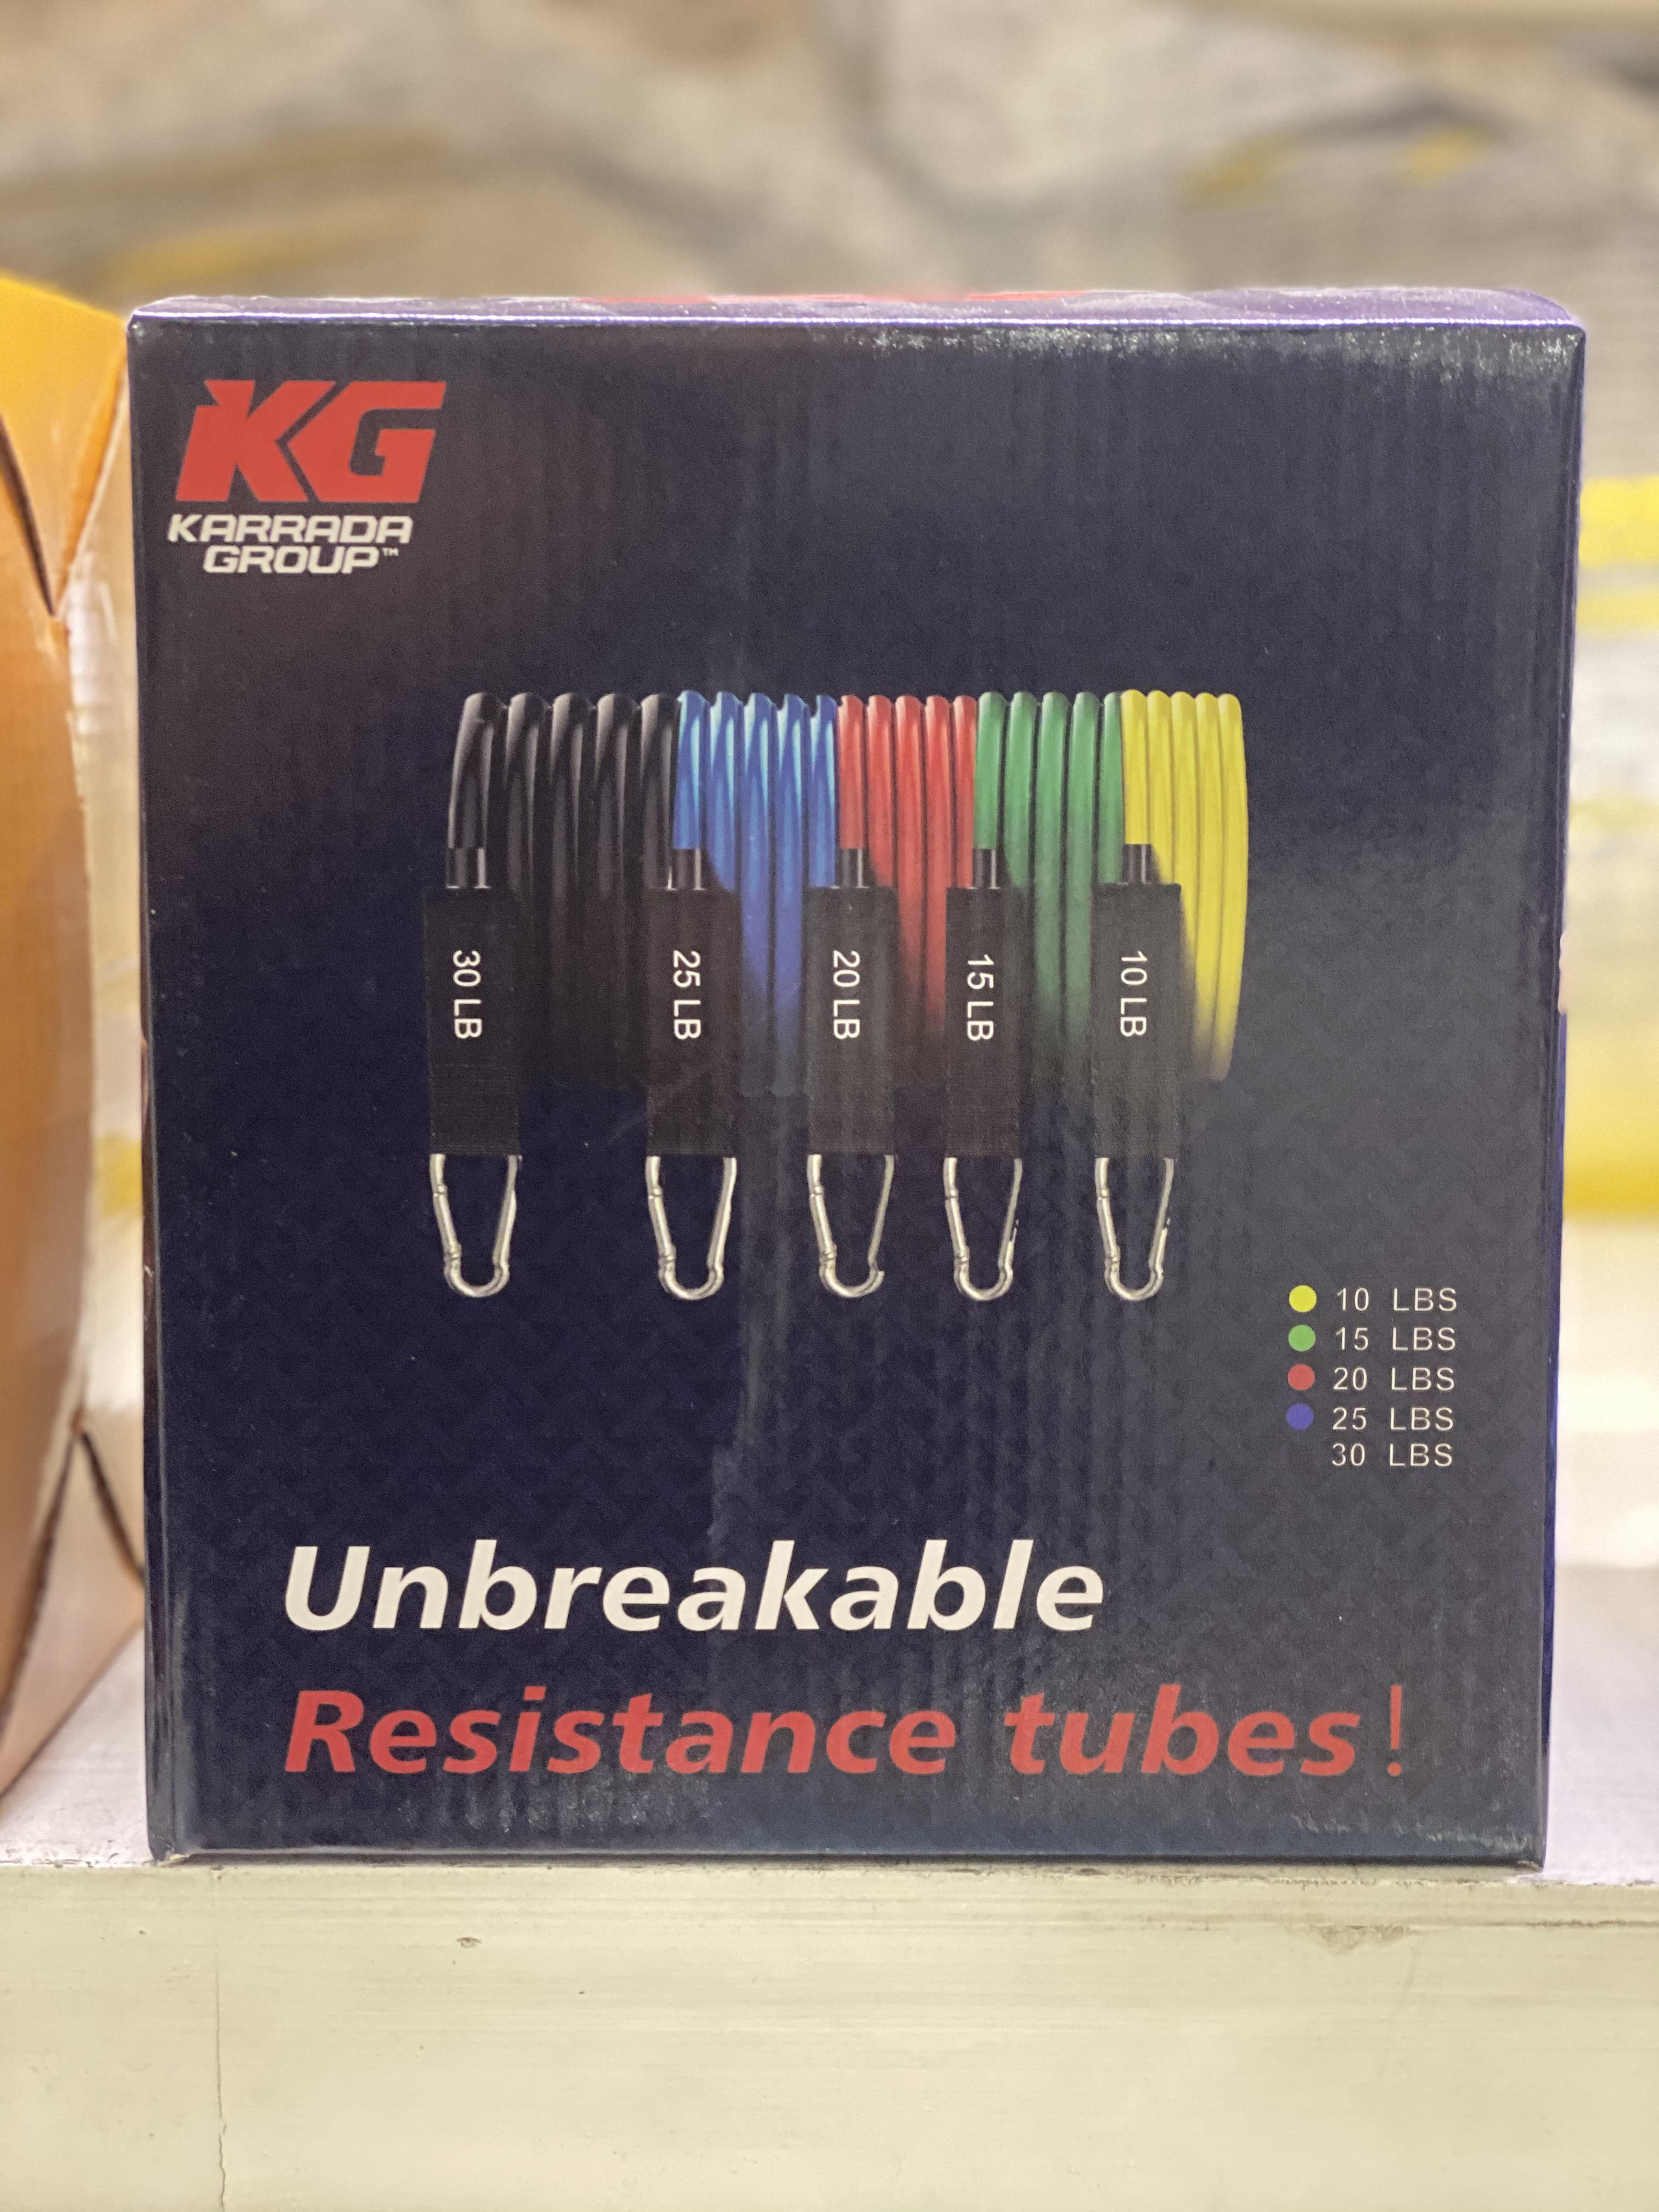 KG
KARRADA
GROUP™
30 LB
25 LB
20 LB
15 LB
10 LB
10 LBS
15 LBS
20 LBS
25 LBS
30 LBS
Unbreakable
Resistance tubes!